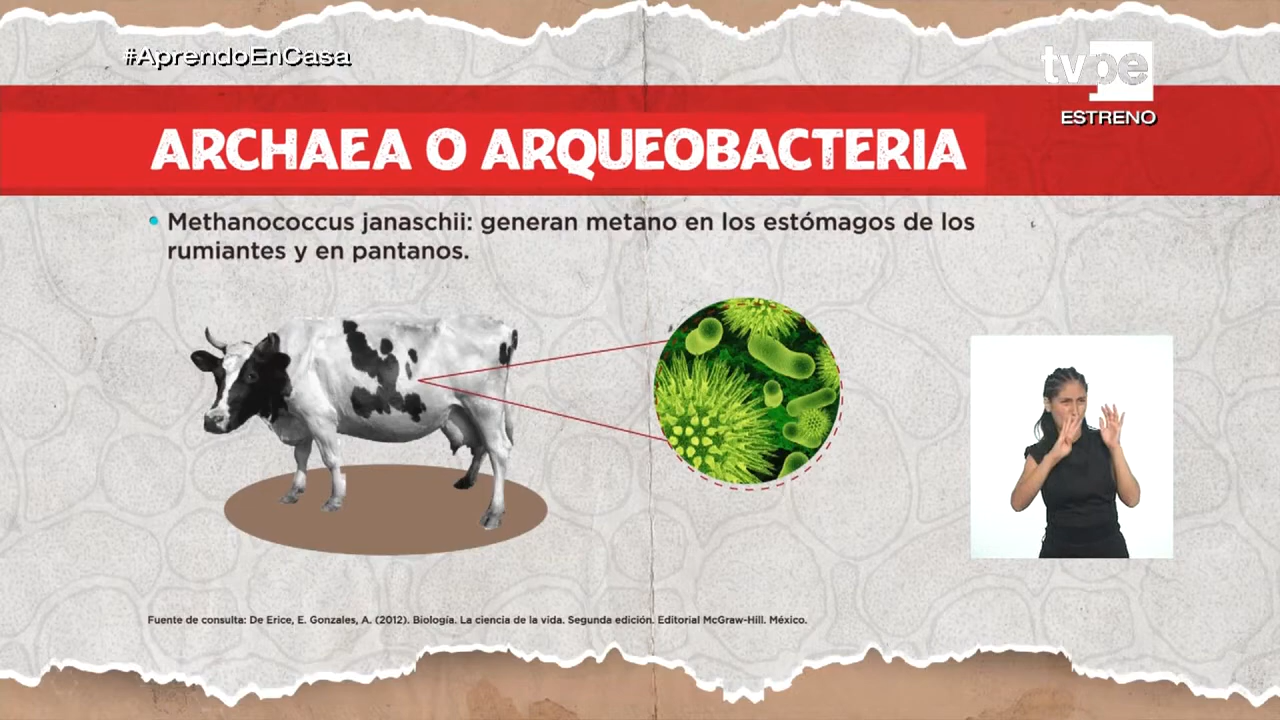 #AprendoEnCasa
tvpe
ESTRENO
ARCHAEA O ARQUEOBACTERIA
• Methanococcus janaschii: generan metano en los estómagos de los
rumiantes y en pantanos.
Fuente de consulta: De Erice, E. Gonzales, A. (2012). Biología. La ciencia de la vida. Segunda edición. Editorial McGraw-Hill. México.